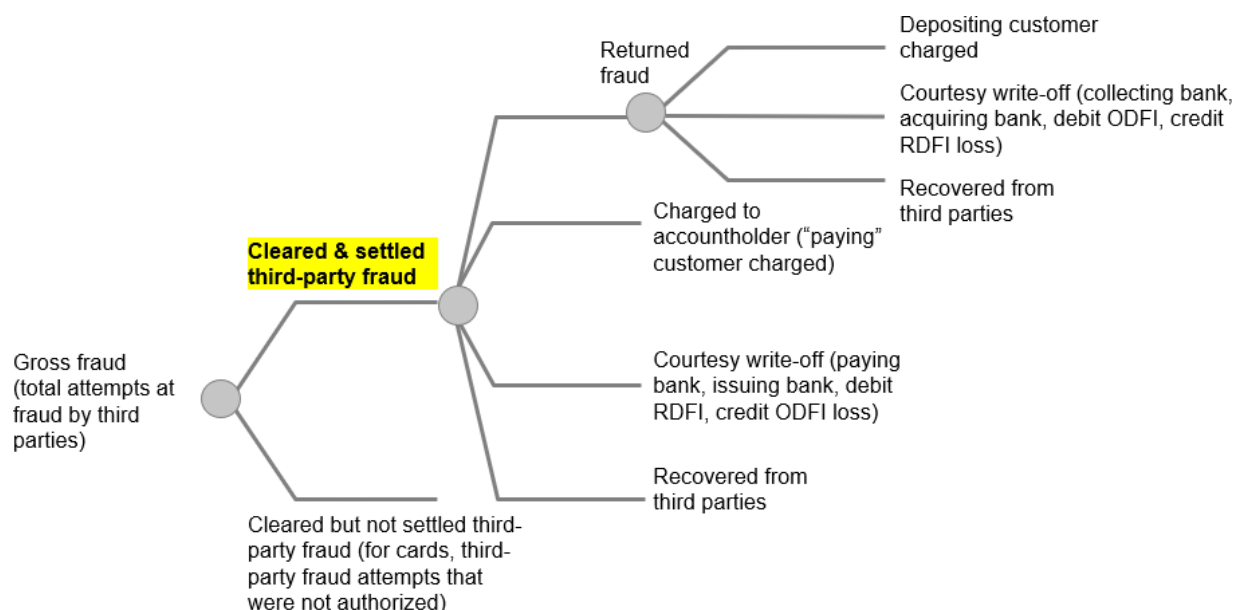 Gross fraud
(total attempts at
fraud by third
parties)
Cleared & settled
third-party fraud
Cleared but not settled third-
party fraud (for cards, third-
party fraud attempts that
were not authorized)
Returned
fraud
Charged to
accountholder (“paying”
customer charged)
Courtesy write-off (paying
bank, issuing bank, debit
RDFI, credit ODFI loss)
Recovered from
third parties
Depositing customer
charged
Courtesy write-off (collecting bank,
acquiring bank, debit ODFI, credit
RDFI loss)
Recovered from
third parties